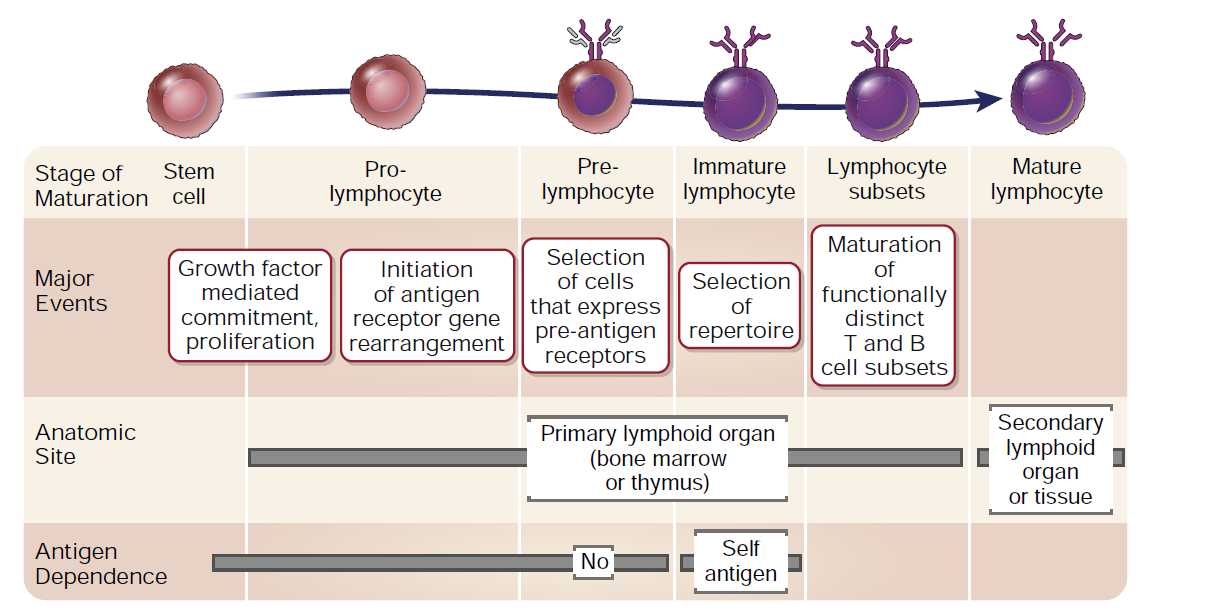 Stage of
Maturation
Stem
cell
Pro-
lymphocyte
Pre-
lymphocyte
Immature
lymphocyte
Lymphocyte
subsets
Mature
lymphocyte
Major
Events
Growth factor
mediated
commitment,
proliferation
Initiation
of antigen
receptor gene
rearrangement
Selection
of cells
that express
pre-antigen
receptors
Selection
of
repertoire
Maturation
of
functionally
distinct
T and B
cell subsets
Anatomic
Site
Primary lymphoid organ
(bone marrow
or thymus)
Secondary
lymphoid
organ
or tissue
Antigen
Dependence
No
Self
antigen